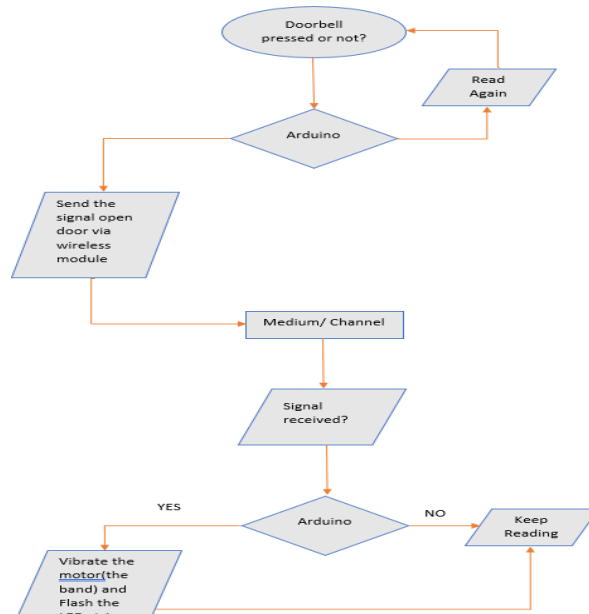 Doorbell
pressed or not?
Read
Again
Arduino
Send the
signal open
door via
wireless
module
Medium/ Channel
Signal
received?
YES
Arduino
NO
Keep
Reading
Vibrate the
motor(the
band) and
Flash the